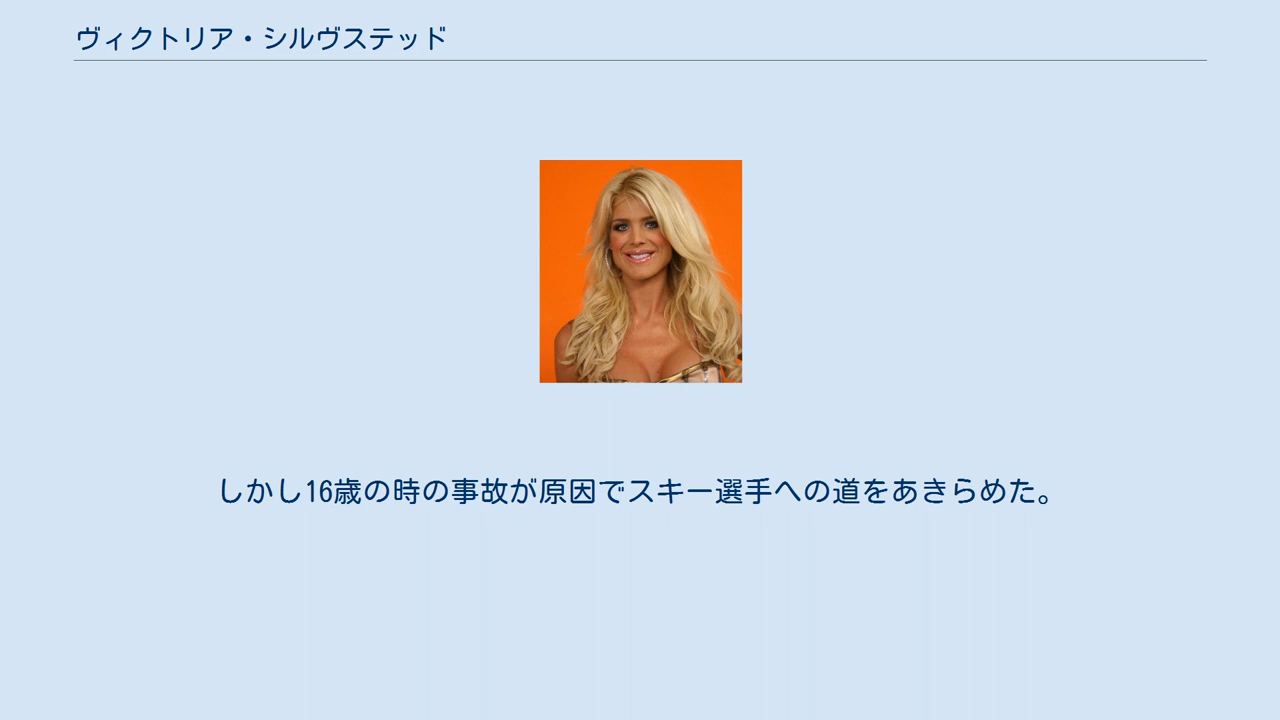 ヴィクトリア・シルヴステッド
しかし16歳の時の事故が原因でスキー選手への道をあきらめた。